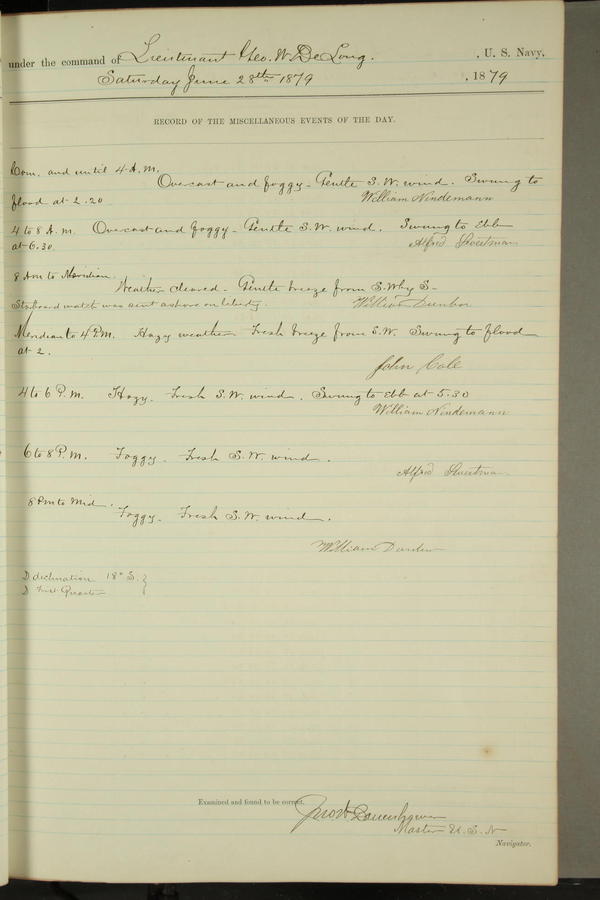 under the command of Lieutenant Geo. W. De Long. , U. S. Navy,
Saturday June 28th 1879 , 1879
RECORD OF THE MISCELLANEOUS EVENTS OF THE DAY.
Com. and until 4 A.M.
Overcast and foggy – Gentle S.W. wind. Swung to
flood at 2.20
William Nindemann
4 to 8 A.M. Overcast and foggy – Gentle S.W. wind. Swung to Ebb
at 6.30.
Alfred Sweetman
8 A.M. to Meridian.
Weather cleared – Gentle breeze from S. Why S –
Starboard watch was sent ashore on liberty.
William Dunbar
Meridian to 4 P.M. Hazy weather – Fresh breeze from S.W. Swung to flood
at 2.
John Cole
4 to 6 P.M. Hazy – Fresh S.W. wind. Swung to Ebb at 5.30
William Nindemann
6 to 8 P.M. Foggy – Fresh S.W. wind.
Alfred Sweetman
8 P.M. to Mid.
Foggy – Fresh S.W. wind.
William Dunbar
☽ declination 18° S. }
☽ First Quarter
Examined and found to be correct.
Danenhower
Master U.S.N
Navigator.